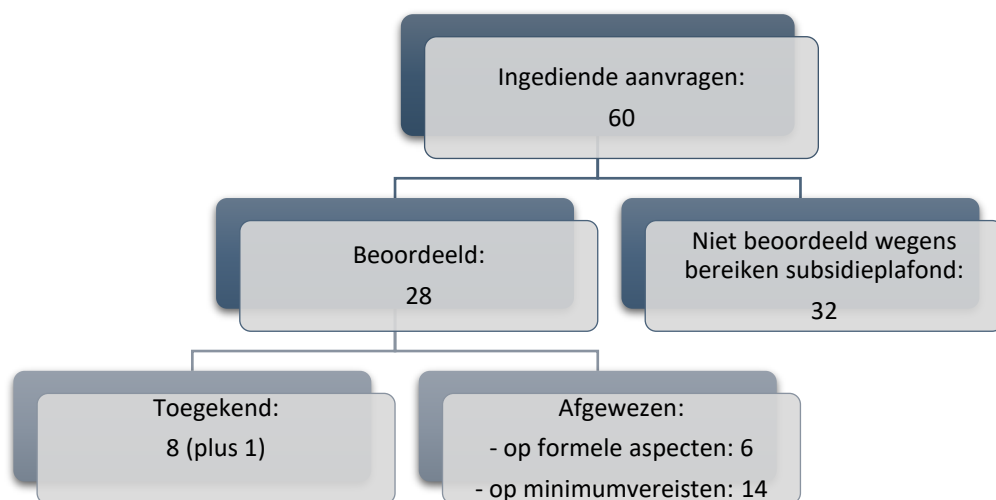 Ingediende aanvragen:
60
Beoordeeld:
28
Niet beoordeeld wegens
bereiken subsidieplafond:
32
Toegekend:
8 (plus 1)
Afgewezen:
- op formele aspecten: 6
- op minimumvereisten: 14